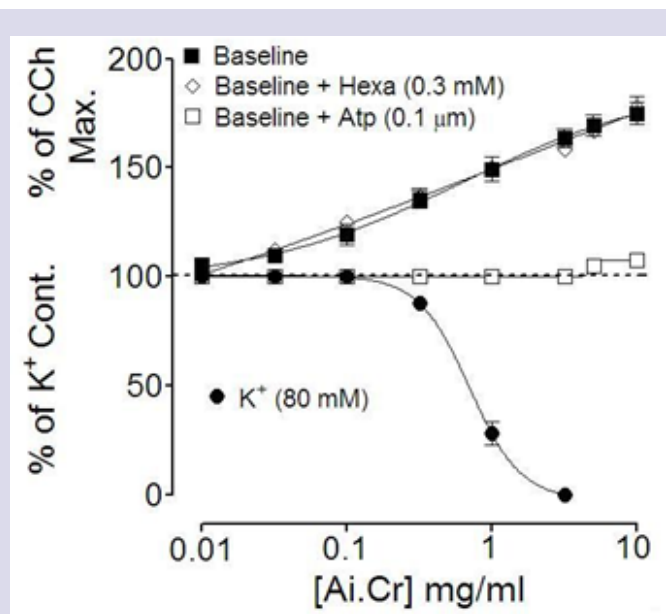 % of CCh
Max.
% of K⁺ Cont.
200
150
100
50
0
Baseline
Baseline + Hexa (0.3 mM)
Baseline + Atp (0.1 μm)
K⁺ (80 mM)
0.01 0.1 1 10
[Ai.Cr] mg/ml